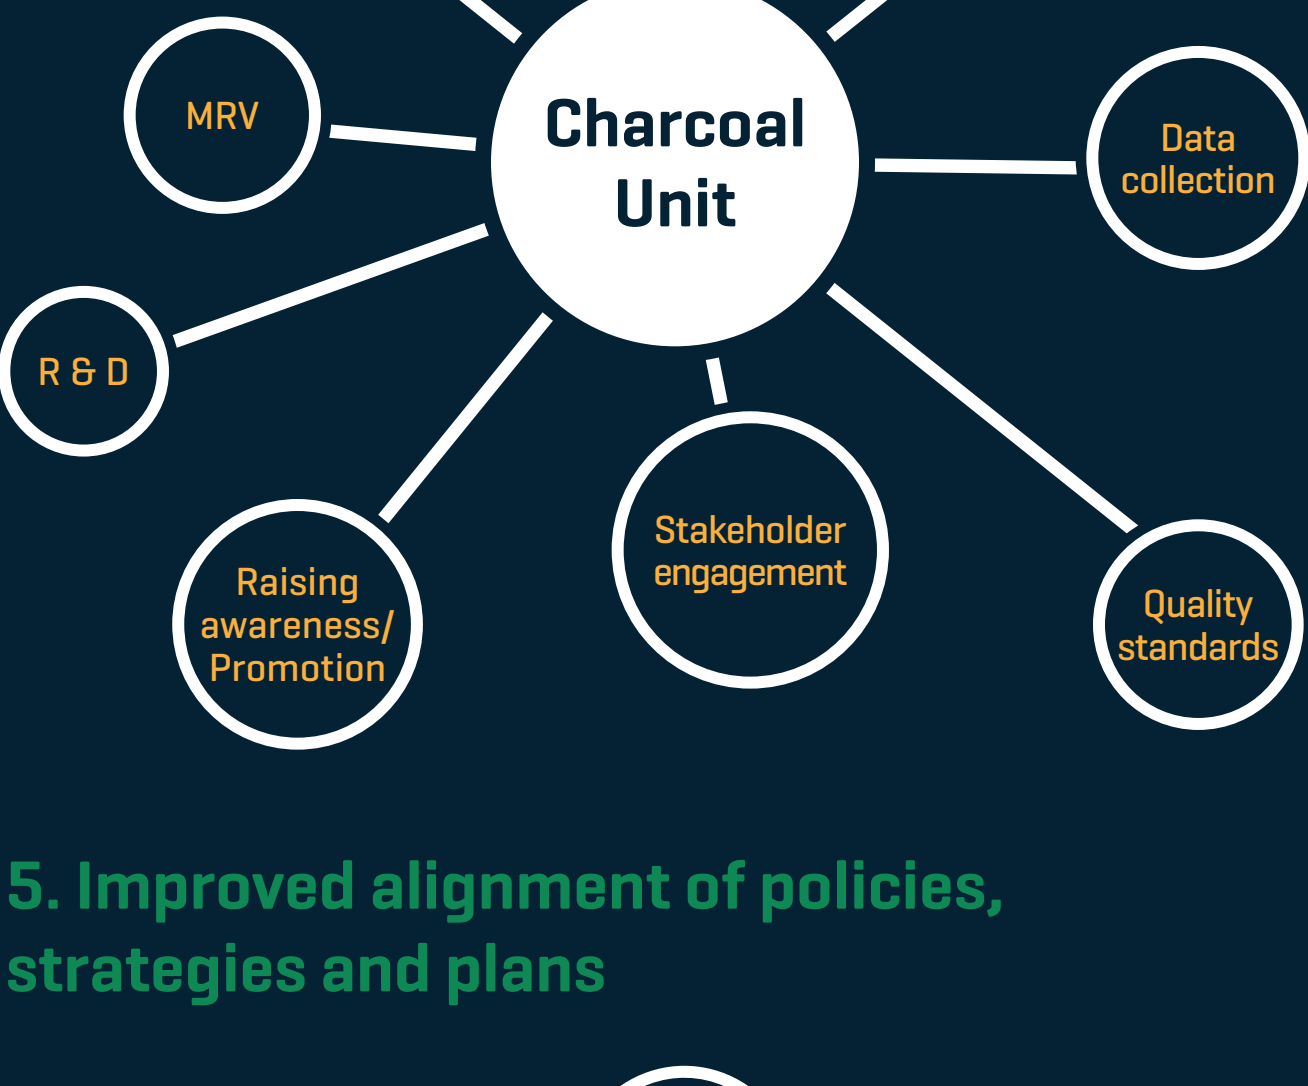 MRV
Charcoal
Unit
Data
collection
R & D
Raising
awareness/
Promotion
Stakeholder
engagement
Quality
standards
5. Improved alignment of policies,
strategies and plans